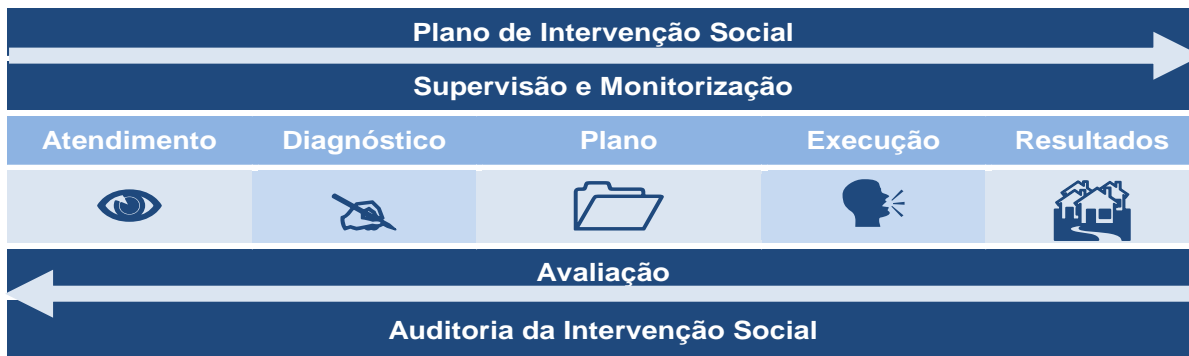 Plano de Intervenção Social
Supervisão e Monitorização
Atendimento Diagnóstico Plano Execução Resultados
Avaliação
Auditoria da Intervenção Social